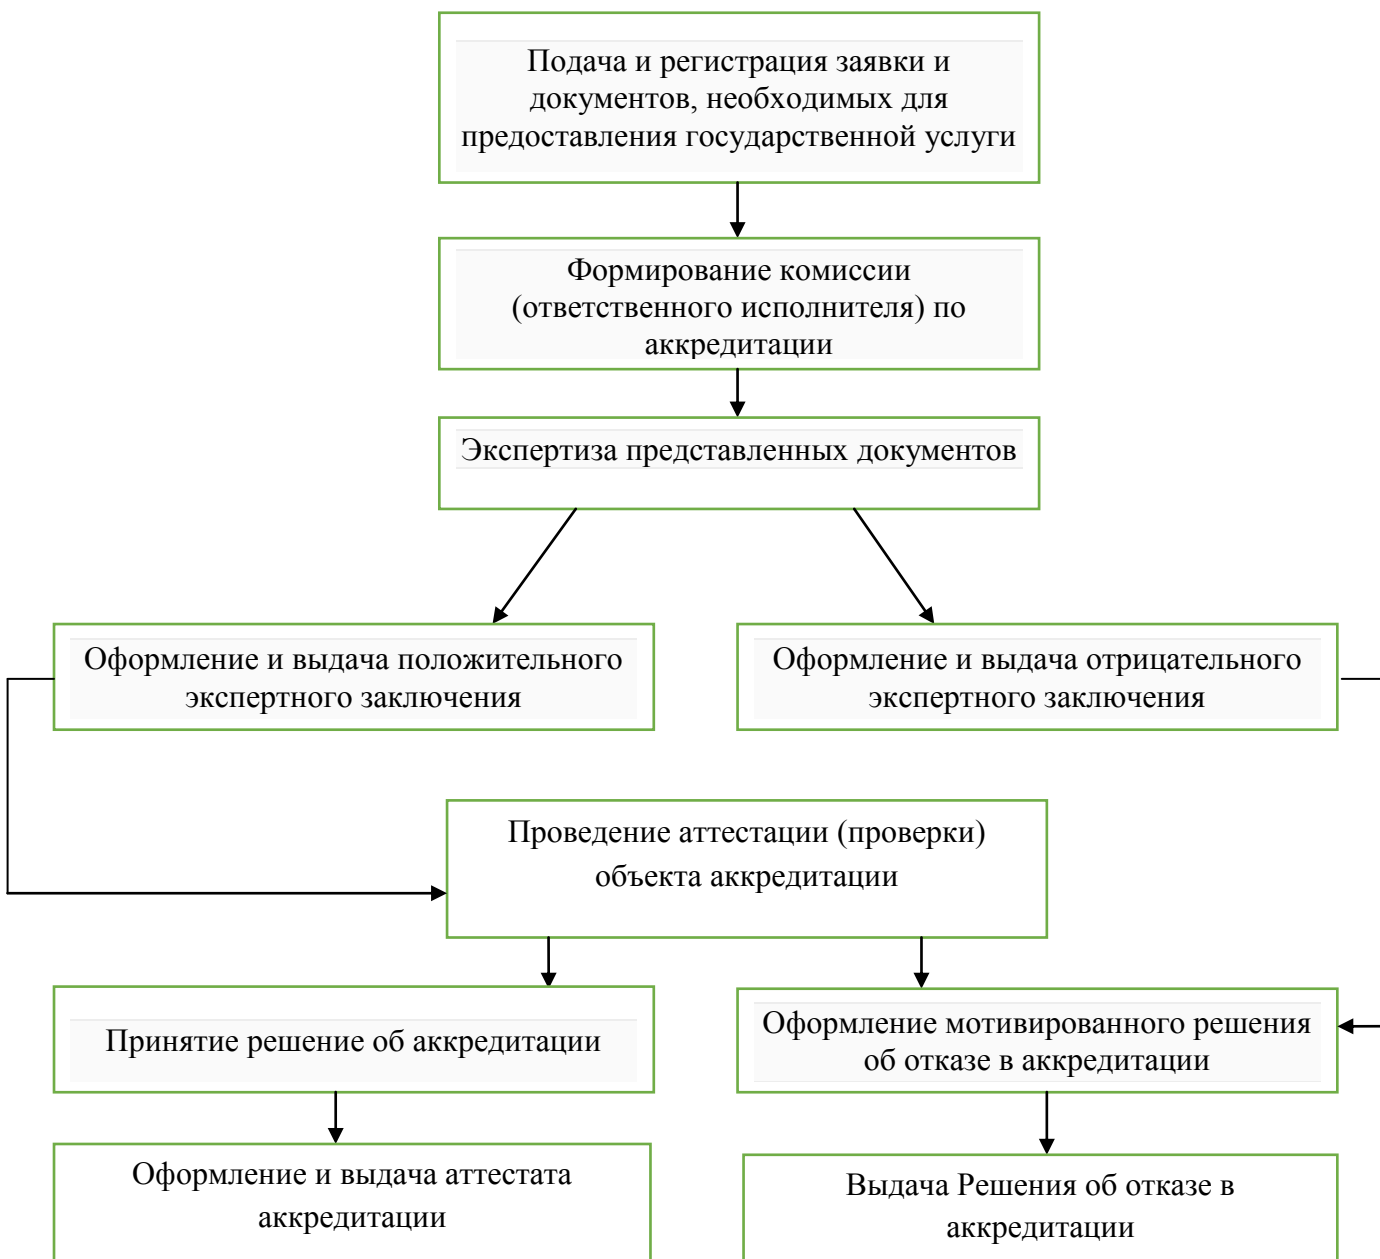 Подача и регистрация заявки и
документов, необходимых для
предоставления государственной услуги
Формирование комиссии
(ответственного исполнителя) по
аккредитации
Экспертиза представленных документов
Оформление и выдача положительного
экспертного заключения
Оформление и выдача отрицательного
экспертного заключения
Проведение аттестации (проверки)
объекта аккредитации
Принятие решение об аккредитации
Оформление мотивированного решения
об отказе в аккредитации
Оформление и выдача аттестата
аккредитации
Выдача Решения об отказе в
аккредитации